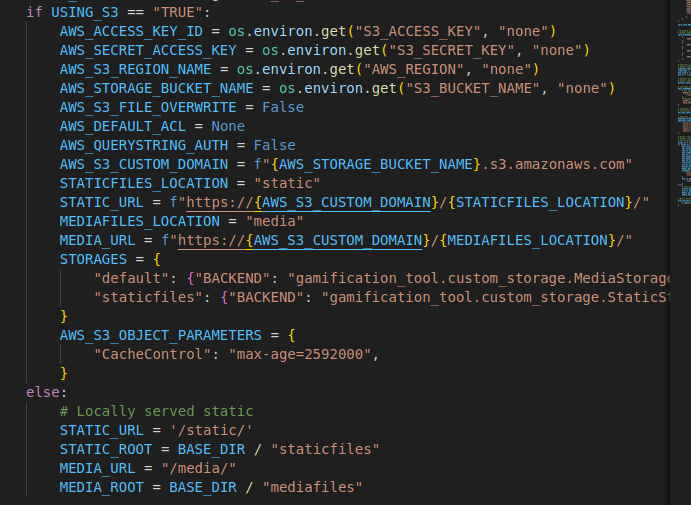 if USING_S3 == "TRUE":
    AWS_ACCESS_KEY_ID = os.environ.get("S3_ACCESS_KEY", "none")
    AWS_SECRET_ACCESS_KEY = os.environ.get("S3_SECRET_KEY", "none")
    AWS_S3_REGION_NAME = os.environ.get("AWS_REGION", "none")
    AWS_STORAGE_BUCKET_NAME = os.environ.get("S3_BUCKET_NAME", "none")
    AWS_S3_FILE_OVERWRITE = False
    AWS_DEFAULT_ACL = None
    AWS_QUERYSTRING_AUTH = False
    AWS_S3_CUSTOM_DOMAIN = f"{AWS_STORAGE_BUCKET_NAME}.s3.amazonaws.com"
    STATICFILES_LOCATION = "static"
    STATIC_URL = f"https://{AWS_S3_CUSTOM_DOMAIN}/{STATICFILES_LOCATION}/"
    MEDIAFILES_LOCATION = "media"
    MEDIA_URL = f"https://{AWS_S3_CUSTOM_DOMAIN}/{MEDIAFILES_LOCATION}/"
    STORAGES = {
        "default": {"BACKEND": "gamification_tool.custom_storage.MediaStorag
        "staticfiles": {"BACKEND": "gamification_tool.custom_storage.StaticS
    }
    AWS_S3_OBJECT_PARAMETERS = {
        "CacheControl": "max-age=2592000",
    }
else:
    # Locally served static
    STATIC_URL = '/static/'
    STATIC_ROOT = BASE_DIR / "staticfiles"
    MEDIA_URL = "/media/"
    MEDIA_ROOT = BASE_DIR / "mediafiles"